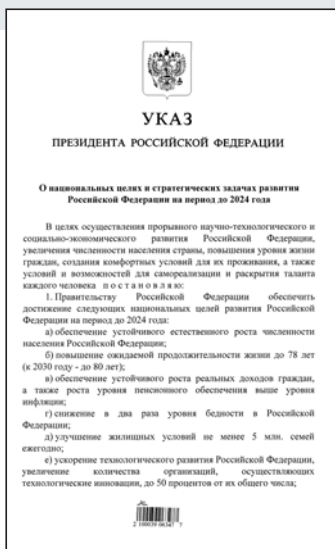 УКАЗ
ПРЕЗИДЕНТА РОССИЙСКОЙ ФЕДЕРАЦИИ
О национальных целях и стратегических задачах развития
Российской Федерации на период до 2024 года
В целях осуществления прорывного научно-технологического и
социально-экономического развития Российской Федерации,
увеличения численности населения страны, повышения уровня жизни
граждан, создания комфортных условий для их проживания, а также
условий и возможностей для самореализации и раскрытия таланта
каждого человека п о с т а н о в л я ю:
1. Правительству Российской Федерации обеспечить
достижение следующих национальных целей развития Российской
Федерации на период до 2024 года:
а) обеспечение устойчивого естественного роста численности
населения Российской Федерации;
б) повышение ожидаемой продолжительности жизни до 78 лет
(к 2030 году - до 80 лет);
в) обеспечение устойчивого роста реальных доходов граждан,
а также роста уровня пенсионного обеспечения выше уровня
инфляции;
г) снижение в два раза уровня бедности в Российской
Федерации;
д) улучшение жилищных условий не менее 5 млн. семей
ежегодно;
е) ускорение технологического развития Российской Федерации,
увеличение количества организаций, осуществляющих
технологические инновации, до 50 процентов от их общего числа;
2 100039 06347 7